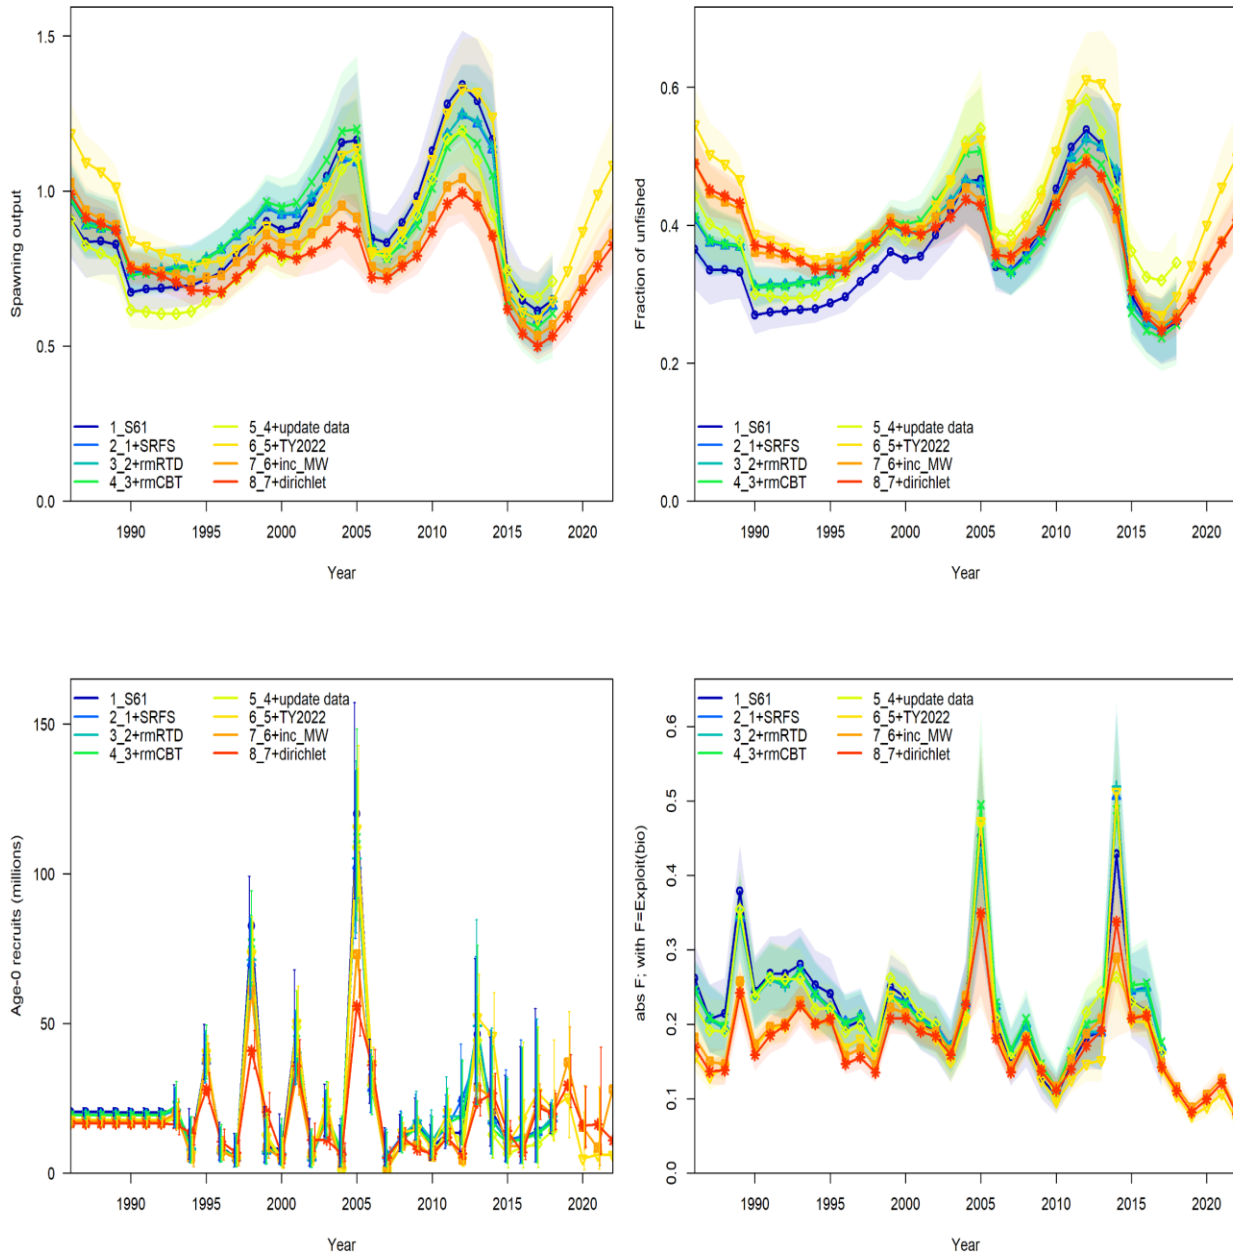 Spawning output
1.5
1.0
0.5
0.0
1_S61
2_1+SRFS
3_2+rmRTD
4_3+rmCBT
5_4+update data
6_5+TY2022
7_6+inc_MW
8_7+dirichlet
1990 1995 2000 2005 2010 2015 2020
Year
Fraction of unfished
0.6
0.4
0.2
0.0
1_S61
2_1+SRFS
3_2+rmRTD
4_3+rmCBT
5_4+update data
6_5+TY2022
7_6+inc_MW
8_7+dirichlet
1990 1995 2000 2005 2010 2015 2020
Year
Age-0 recruits (millions)
150
100
50
0
1_S61
2_1+SRFS
3_2+rmRTD
4_3+rmCBT
5_4+update data
6_5+TY2022
7_6+inc_MW
8_7+dirichlet
1990 1995 2000 2005 2010 2015 2020
Year
abs F; with F=Exploit(bio)
0.6
0.5
0.4
0.3
0.2
0.1
0.0
1_S61
2_1+SRFS
3_2+rmRTD
4_3+rmCBT
5_4+update data
6_5+TY2022
7_6+inc_MW
8_7+dirichlet
1990 1995 2000 2005 2010 2015 2020
Year